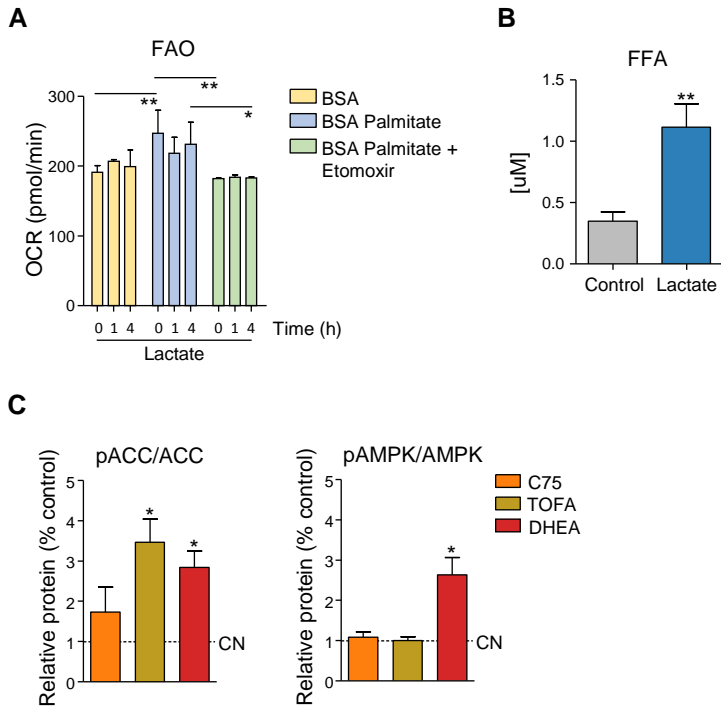 A
FAO
OCR (pmol/min)
300
200
100
0
**
**
*
0 1 4 0 1 4 0 1 4 Time (h)
Lactate
BSA
BSA Palmitate
BSA Palmitate +
Etomoxir
B
FFA
[uM]
1.5
1.0
0.5
0.0
**
Control Lactate
C
pACC/ACC
Relative protein (% control)
5
4
3
2
1
0
*
*
CN
pAMPK/AMPK
Relative protein (% control)
5
4
3
2
1
0
*
CN
C75
TOFA
DHEA